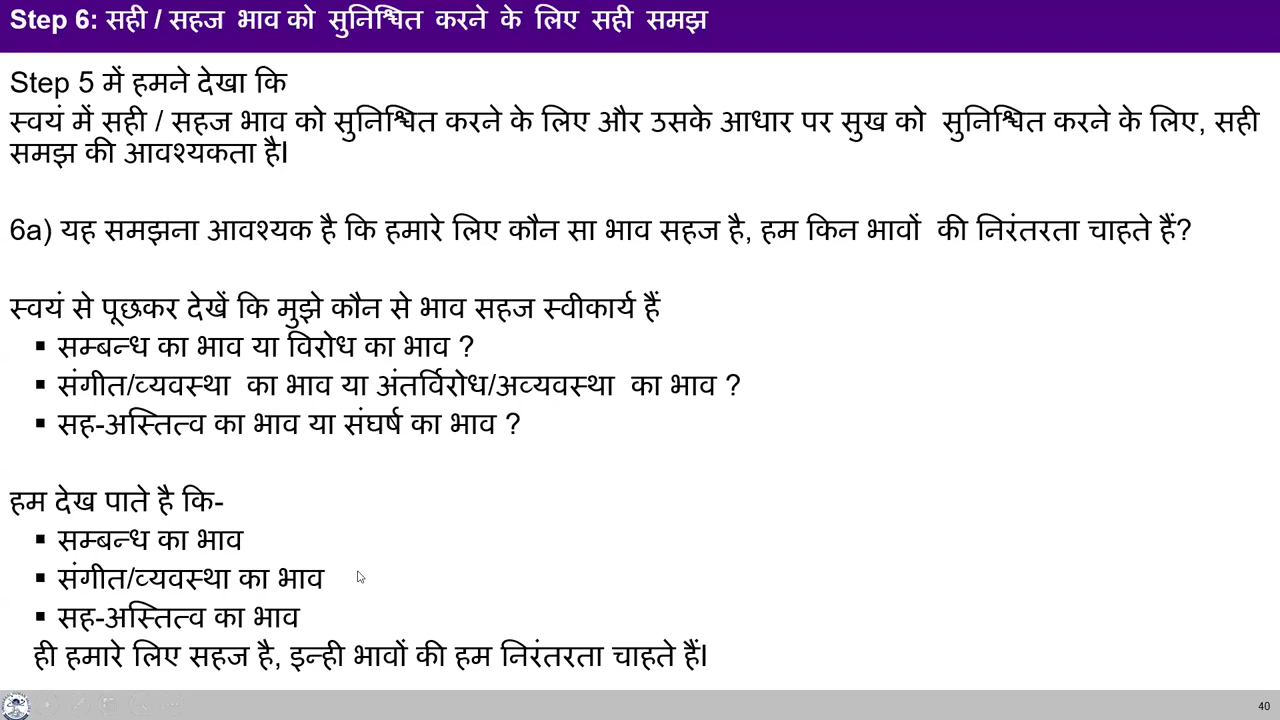 Step 6: सही / सहज भाव को सुनिश्चित करने के लिए सही समझ
Step 5 में हमने देखा कि
स्वयं में सही / सहज भाव को सुनिश्चित करने के लिए और उसके आधार पर सुख को सुनिश्चित करने के लिए, सही
समझ की आवश्यकता है।
6a) यह समझना आवश्यक है कि हमारे लिए कौन सा भाव सहज है, हम किन भावों की निरंतरता चाहते हैं?
स्वयं से पूछकर देखें कि मुझे कौन से भाव सहज स्वीकार्य हैं
▪ सम्बन्ध का भाव या विरोध का भाव ?
▪ संगीत/व्यवस्था का भाव या अंतर्विरोध/अव्यवस्था का भाव ?
▪ सह-अस्तित्व का भाव या संघर्ष का भाव ?
हम देख पाते है कि-
▪ सम्बन्ध का भाव
▪ संगीत/व्यवस्था का भाव
▪ सह-अस्तित्व का भाव
ही हमारे लिए सहज है, इन्ही भावों की हम निरंतरता चाहते हैं।
40